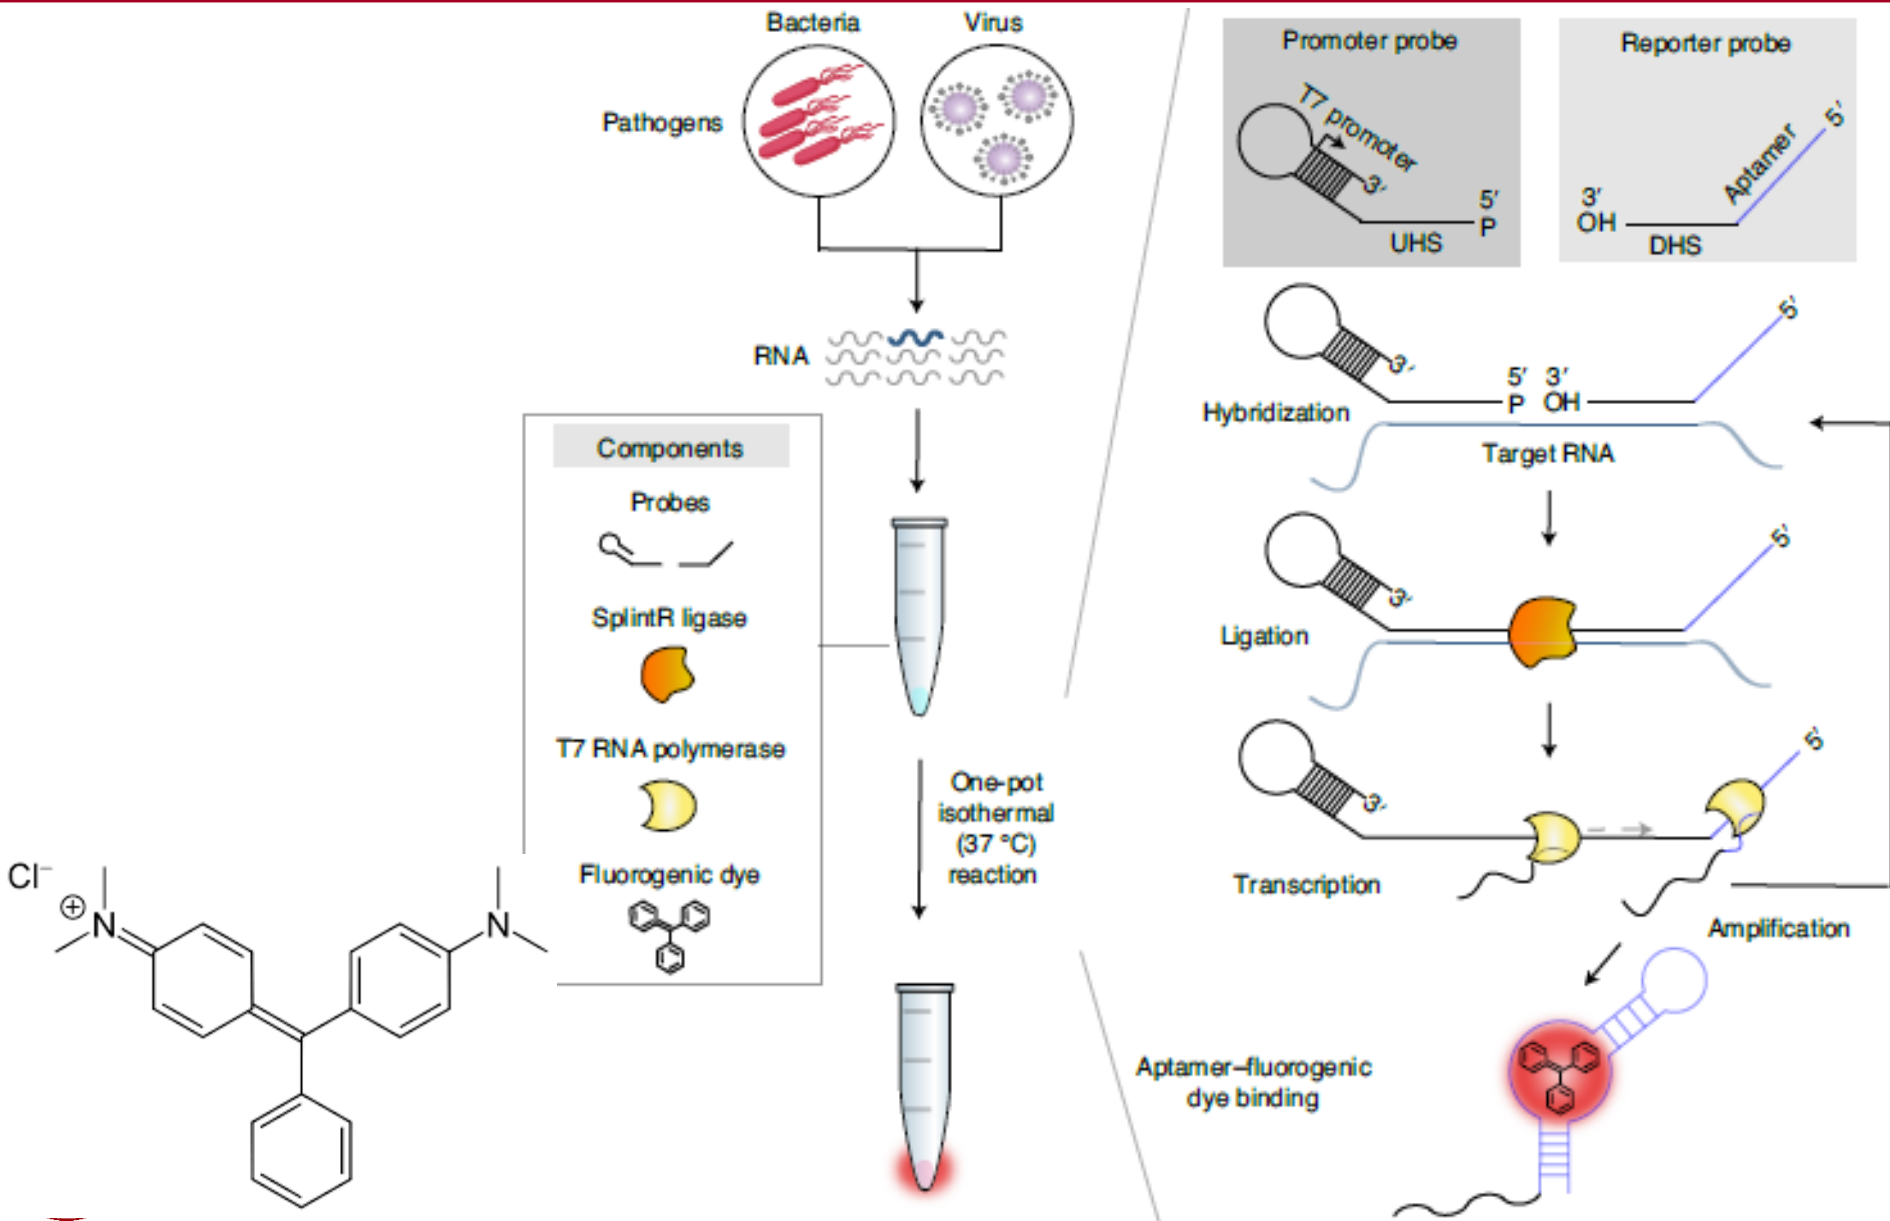 Bacteria
Virus
Pathogens
RNA
Components
Probes
SplintR ligase
T7 RNA polymerase
Fluorogenic dye
One-pot
isothermal
(37 °C)
reaction
Cl⁻
⊕
N
N
Promoter probe
T7 promoter
3′
5′
P
UHS
Reporter probe
5′
Aptamer
3′
OH
DHS
5′
3′
5′ 3′
P OH
Hybridization
Target RNA
5′
3′
Ligation
5′
3′
Transcription
Amplification
Aptamer–fluorogenic
dye binding